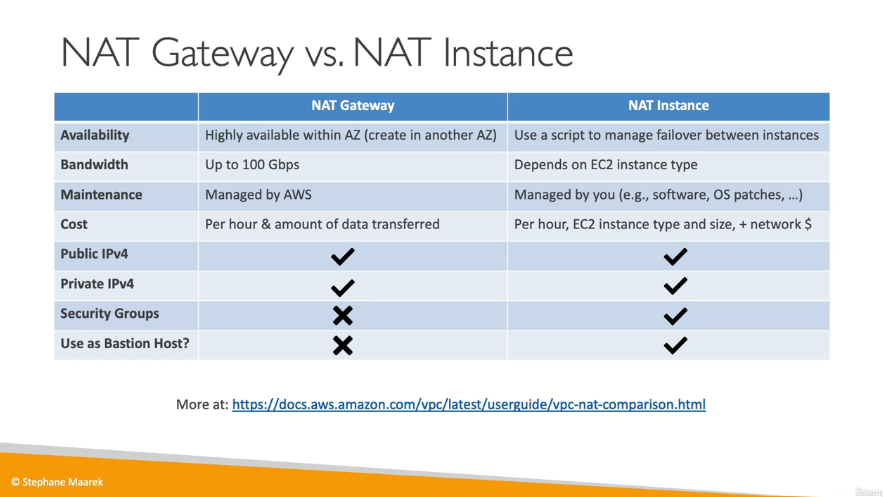 NAT Gateway vs. NAT Instance
NAT Gateway NAT Instance
Availability Highly available within AZ (create in another AZ) Use a script to manage failover between instances
Bandwidth Up to 100 Gbps Depends on EC2 instance type
Maintenance Managed by AWS Managed by you (e.g., software, OS patches, …)
Cost Per hour & amount of data transferred Per hour, EC2 instance type and size, + network $
Public IPv4 ✔ ✔
Private IPv4 ✔ ✔
Security Groups ✖ ✔
Use as Bastion Host? ✖ ✔
More at: https://docs.aws.amazon.com/vpc/latest/userguide/vpc-nat-comparison.html
© Stephane Maarek